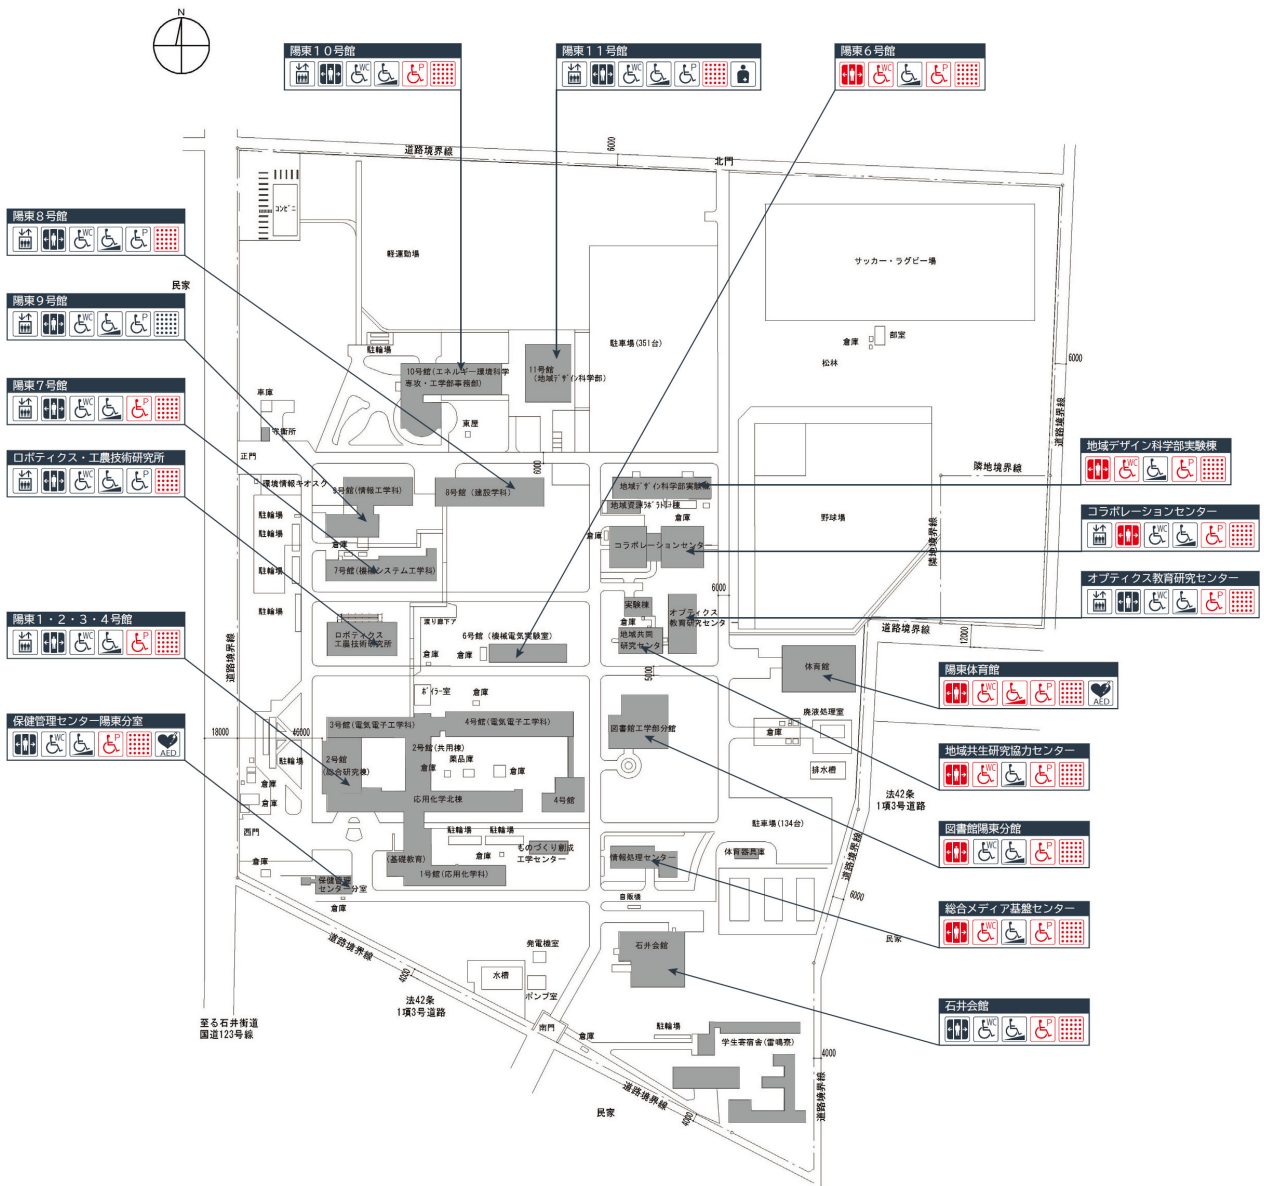 N
陽東10号館
陽東11号館
陽東6号館
WC
P
WC
P
WC
P
道路境界線
6000
北門
コンビニ
陽東8号館
WC
P
軽運動場
サッカー・ラグビー場
民家
陽東9号館
WC
P
駐輪場
駐車場(351台)
倉庫
部室
松林
6000
10号館(エネルギー環境科学
専攻・工学部事務部)
11号館
(地域デザイン科学部)
陽東7号館
WC
P
車庫
守衛所
東屋
道路境界線
正門
6000
地域デザイン科学部実験棟
WC
P
ロボティクス・工農技術研究所
WC
P
隣地境界線
環境情報キオスク
9号館(情報工学科)
8号館(建設学科)
地域デザイン科学部実験棟
地域資源ラボラトリー棟
倉庫
駐輪場
駐輪場
野球場
コラボレーションセンター
WC
P
倉庫
倉庫
コラボレーションセンター
隣地境界線
駐輪場
7号館(機械システム工学科)
オプティクス教育研究センター
WC
P
6000
駐輪場
実験棟
オプティクス
教育研究センター
陽東1・2・3・4号館
WC
P
渡り廊下
倉庫
道路境界線
12000
ロボティクス
工農技術研究所
6号館(機械電気実験室)
地域共同
研究センター
倉庫
倉庫
道路境界線
5000
体育館
陽東体育館
WC
P
AED
ボイラー室
倉庫
保健管理センター陽東分室
WC
P
AED
18000
46000
3号館(電気電子工学科)
4号館(電気電子工学科)
図書館工学部分館
廃液処理室
倉庫
地域共生研究協力センター
WC
P
2号館(共用棟)
薬品庫
駐輪場
2号館
(総合研究棟)
倉庫
倉庫
排水槽
倉庫
倉庫
応用化学北棟
4号館
法42条
1項3号道路
図書館陽東分館
WC
P
西門
駐輪場
駐輪場
駐車場(134台)
ものづくり創成
工学センター
倉庫
情報処理センター
体育器具庫
倉庫
(基礎教育)
1号館(応用化学科)
道路境界線
保健管理
センター分室
倉庫
自販機
6000
総合メディア基盤センター
WC
P
道路境界線
4000
発電機室
石井会館
民家
水槽
ポンプ室
法42条
1項3号道路
石井会館
WC
P
至る石井街道
国道123号線
南門
倉庫
駐輪場
学生寄宿舎(雷鳴寮)
4000
道路境界線
道路境界線
民家
4000